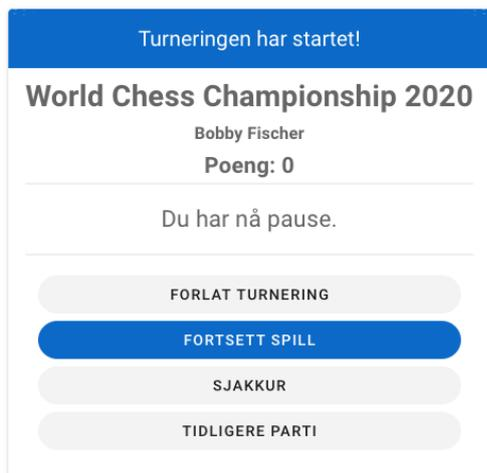 Turneringen har startet!
World Chess Championship 2020
Bobby Fischer
Poeng: 0
Du har nå pause.
FORLAT TURNERING
FORTSETT SPILL
SJAKKUR
TIDLIGERE PARTI